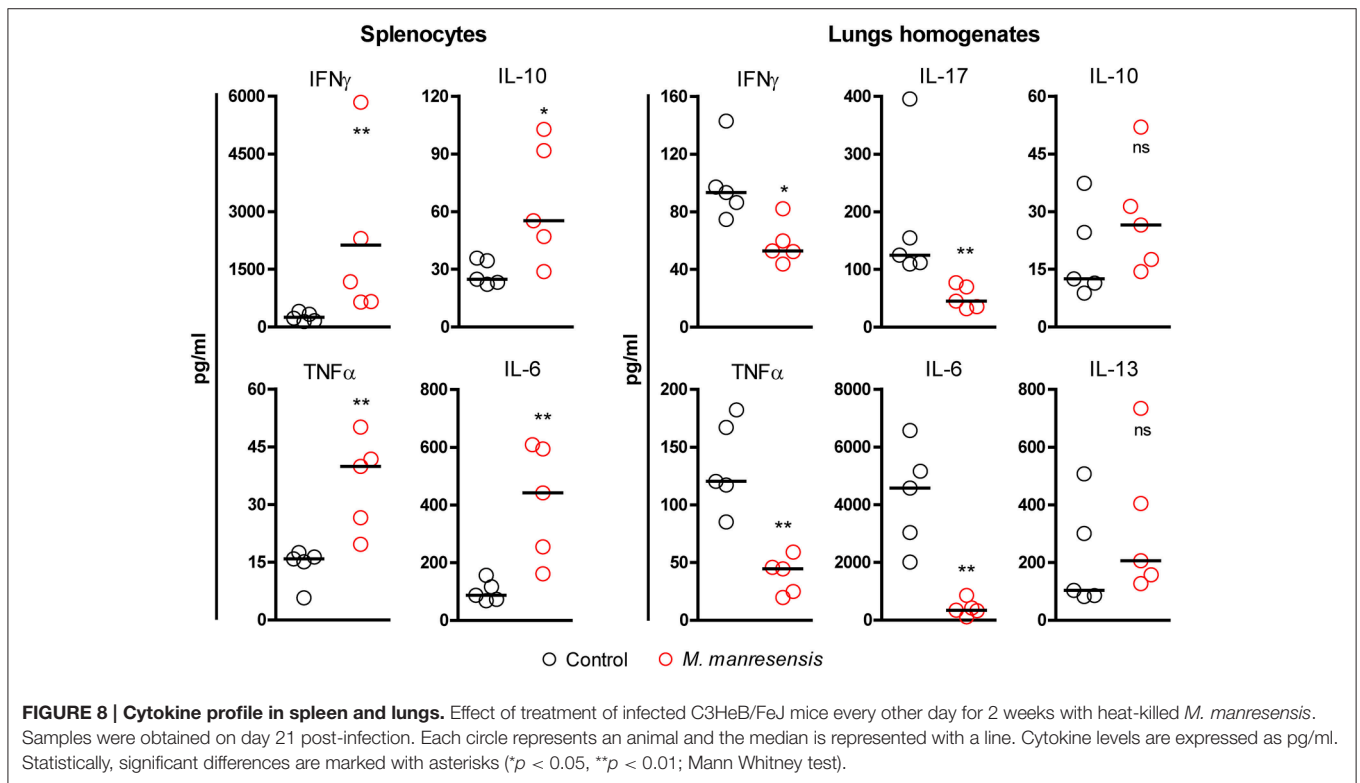 Splenocytes
Lungs homogenates
IFNγ
IL-10
IFNγ
IL-17
IL-10
pg/ml
6000
4500
3000
1500
0
**
120
90
60
30
0
*
pg/ml
160
120
80
40
0
*
400
300
200
100
0
**
60
45
30
15
0
ns
TNFα
IL-6
TNFα
IL-6
IL-13
60
45
30
15
0
**
800
600
400
200
0
**
200
150
100
50
0
**
8000
6000
4000
2000
0
**
800
600
400
200
0
ns
Control M. manresensis
FIGURE 8 | Cytokine profile in spleen and lungs. Effect of treatment of infected C3HeB/FeJ mice every other day for 2 weeks with heat-killed M. manresensis.
Samples were obtained on day 21 post-infection. Each circle represents an animal and the median is represented with a line. Cytokine levels are expressed as pg/ml.
Statistically, significant differences are marked with asterisks (*p < 0.05, **p < 0.01; Mann Whitney test).